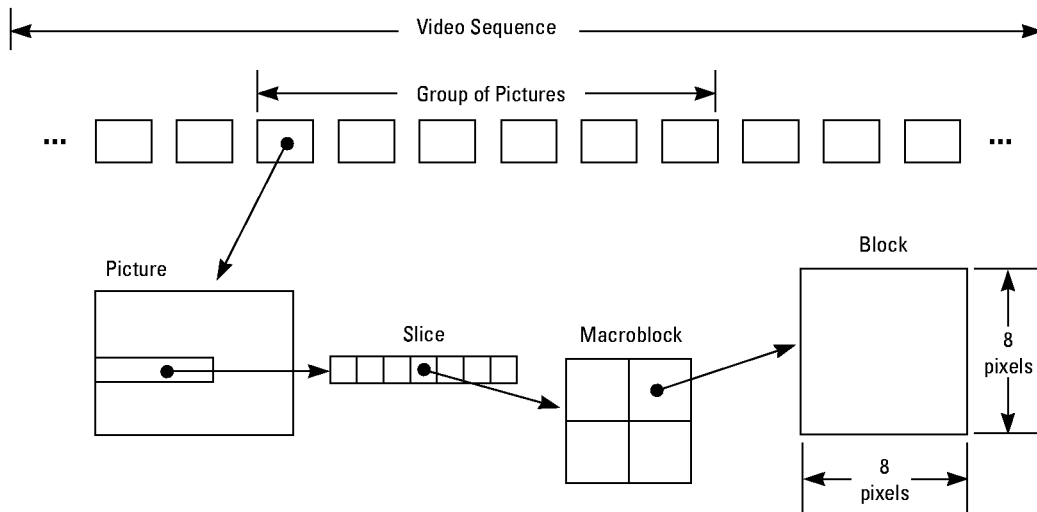 Video Sequence
Group of Pictures
...
...
Picture
Slice
Macroblock
Block
8
pixels
8
pixels